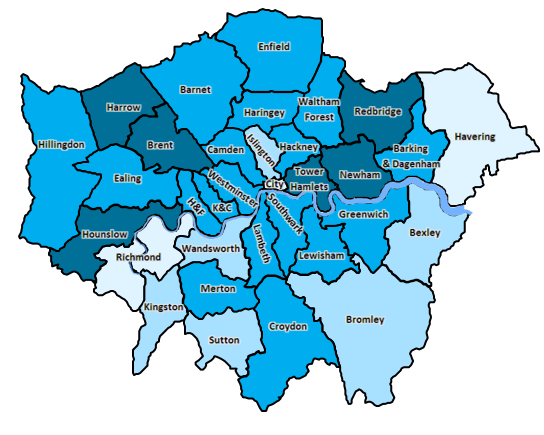 Enfield
Barnet
Harrow
Haringey
Waltham
Forest
Redbridge
Havering
Hillingdon
Brent
Camden
Islington
Hackney
Barking
& Dagenham
Ealing
Westminster
City
Tower
Hamlets
Newham
H&F
K&C
Southwark
Greenwich
Hounslow
Richmond
Wandsworth
Lambeth
Lewisham
Bexley
Kingston
Merton
Sutton
Croydon
Bromley